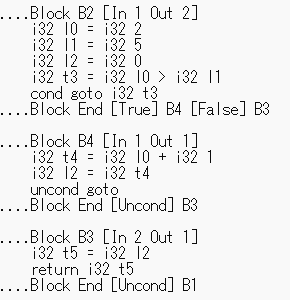 ....Block B2 [In 1 Out 2]
i32 l0 = i32 2
i32 l1 = i32 5
i32 l2 = i32 0
i32 t3 = i32 l0 > i32 l1
cond goto i32 t3
....Block End [True] B4 [False] B3
....Block B4 [In 1 Out 1]
i32 t4 = i32 l0 + i32 1
i32 l2 = i32 t4
uncond goto
....Block End [Uncond] B3
....Block B3 [In 2 Out 1]
i32 t5 = i32 l2
return i32 t5
....Block End [Uncond] B1